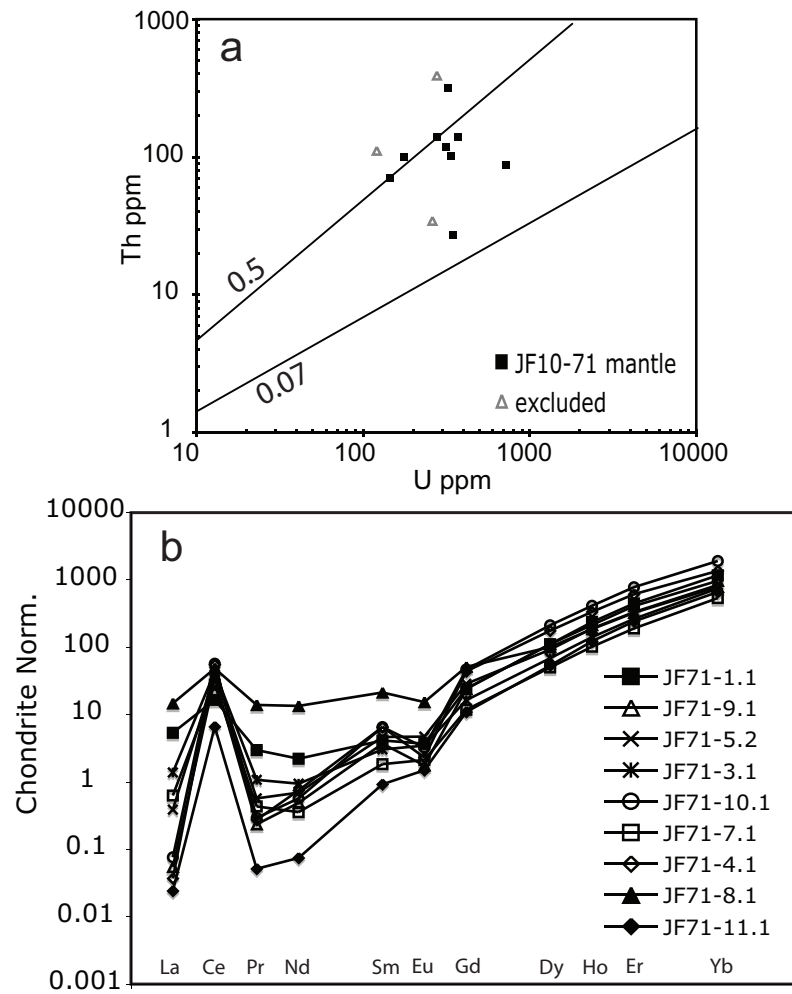 a
1000
100
10
1
Th ppm
0.5
0.07
JF10-71 mantle
excluded
10 100 1000 10000
U ppm
b
10000
1000
100
10
1
0.1
0.01
0.001
Chondrite Norm.
JF71-1.1
JF71-9.1
JF71-5.2
JF71-3.1
JF71-10.1
JF71-7.1
JF71-4.1
JF71-8.1
JF71-11.1
La Ce Pr Nd Sm Eu Gd Dy Ho Er Yb